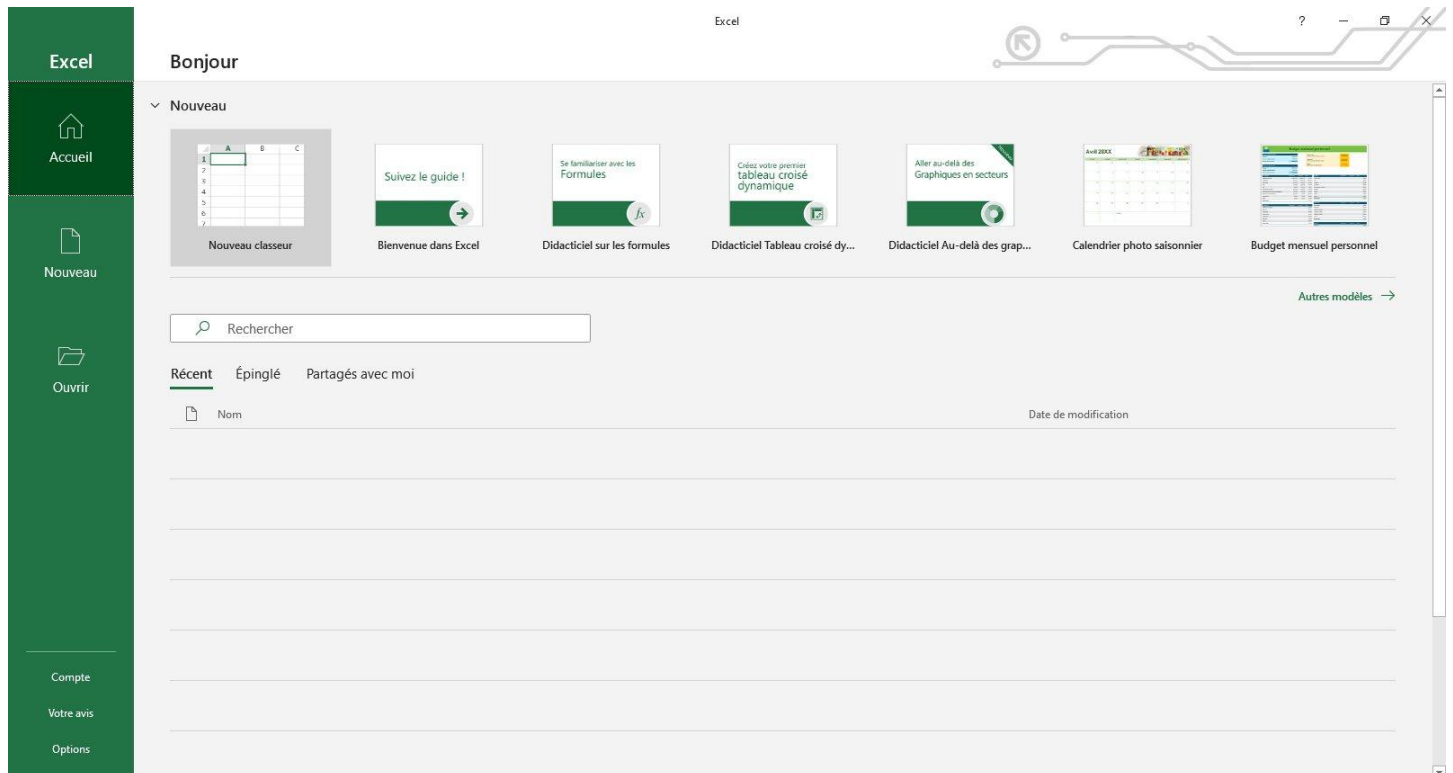 Excel
?
Excel
Bonjour
Accueil
Nouveau
Ouvrir
Compte
Votre avis
Options
Nouveau
A B C
1
2
3
4
5
6
7
Nouveau classeur
Suivez le guide !
Bienvenue dans Excel
Se familiariser avec les
Formules
fx
Didacticiel sur les formules
Créez votre premier
tableau croisé
dynamique
Didacticiel Tableau croisé dy...
Aller au-delà des
Graphiques en secteurs
Didacticiel Au-delà des grap...
Avril 20XX
Calendrier photo saisonnier
Budget mensuel personnel
Autres modèles
Rechercher
Récent Épinglé Partagés avec moi
Nom Date de modification